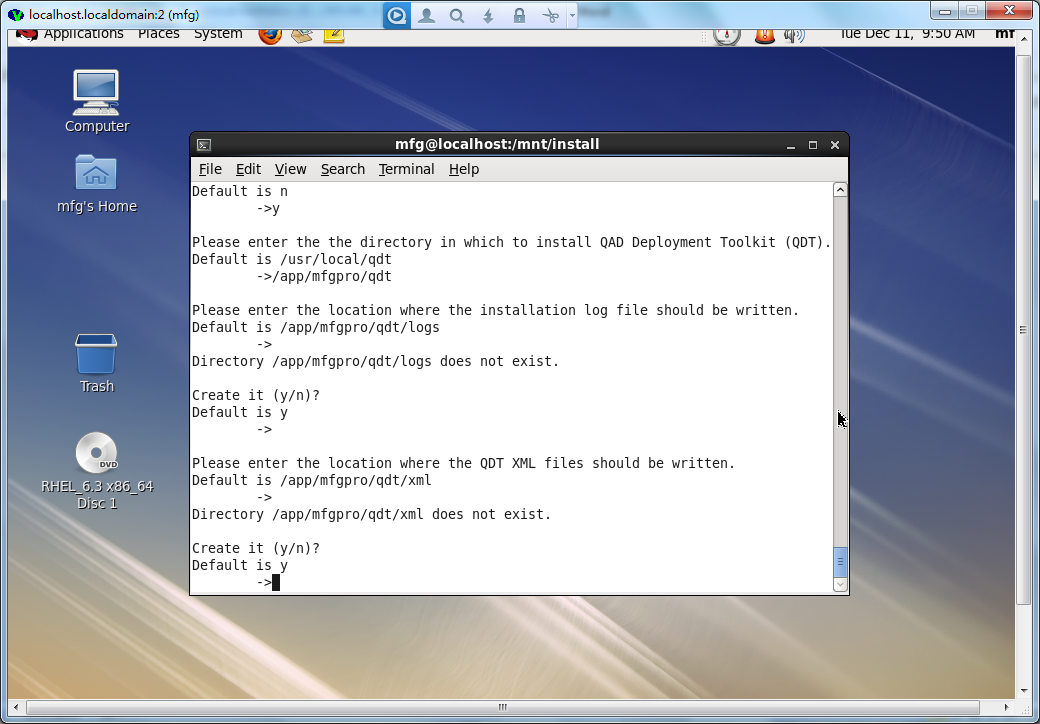 localhost.localdomain:2 (mfg)
Applications Places System
Tue Dec 11, 9:50 AM
mf
Computer
mfg's Home
Trash
DVD
RHEL_6.3 x86_64
Disc 1
mfg@localhost:/mnt/install
File Edit View Search Terminal Help
Default is n
->y
Please enter the the directory in which to install QAD Deployment Toolkit (QDT).
Default is /usr/local/qdt
->/app/mfgpro/qdt
Please enter the location where the installation log file should be written.
Default is /app/mfgpro/qdt/logs
->
Directory /app/mfgpro/qdt/logs does not exist.
Create it (y/n)?
Default is y
->
Please enter the location where the QDT XML files should be written.
Default is /app/mfgpro/qdt/xml
->
Directory /app/mfgpro/qdt/xml does not exist.
Create it (y/n)?
Default is y
->